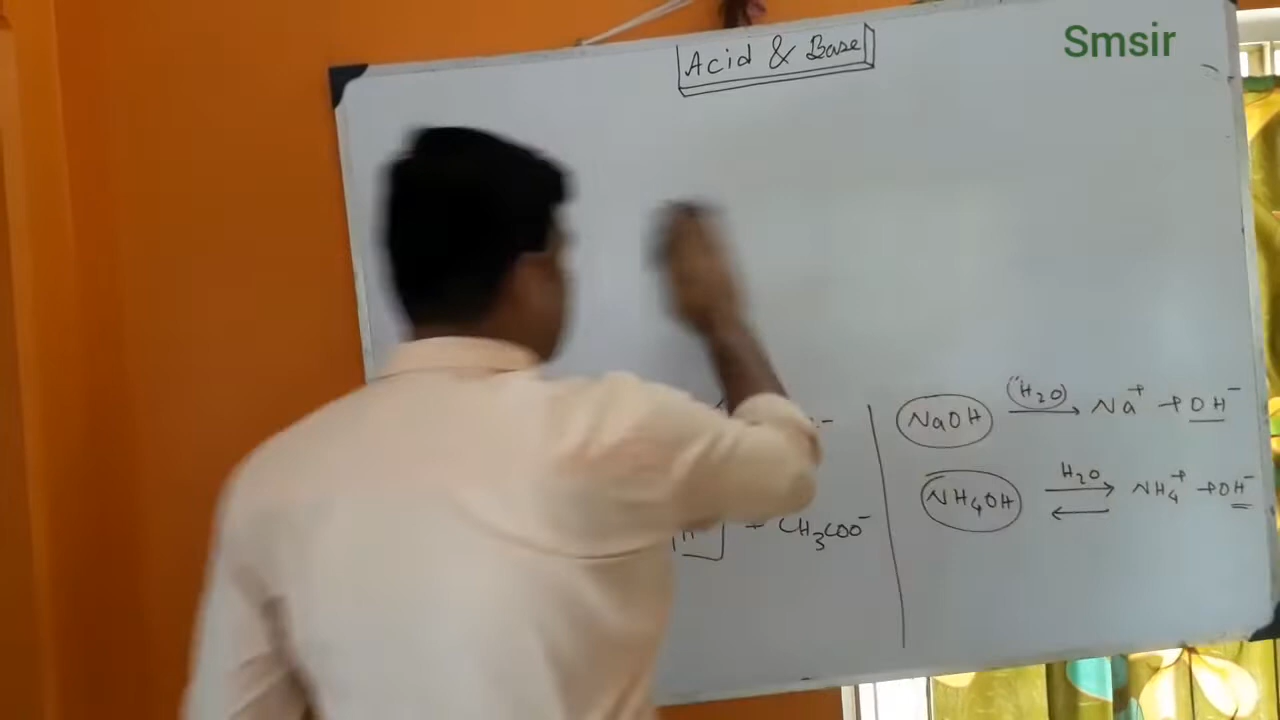 Smsir
Acid & Base
NaOH (H₂O) → Na⁺ + OH⁻
NH₄OH H₂O ⇌ NH₄⁺ + OH⁻
+ CH₃COO⁻